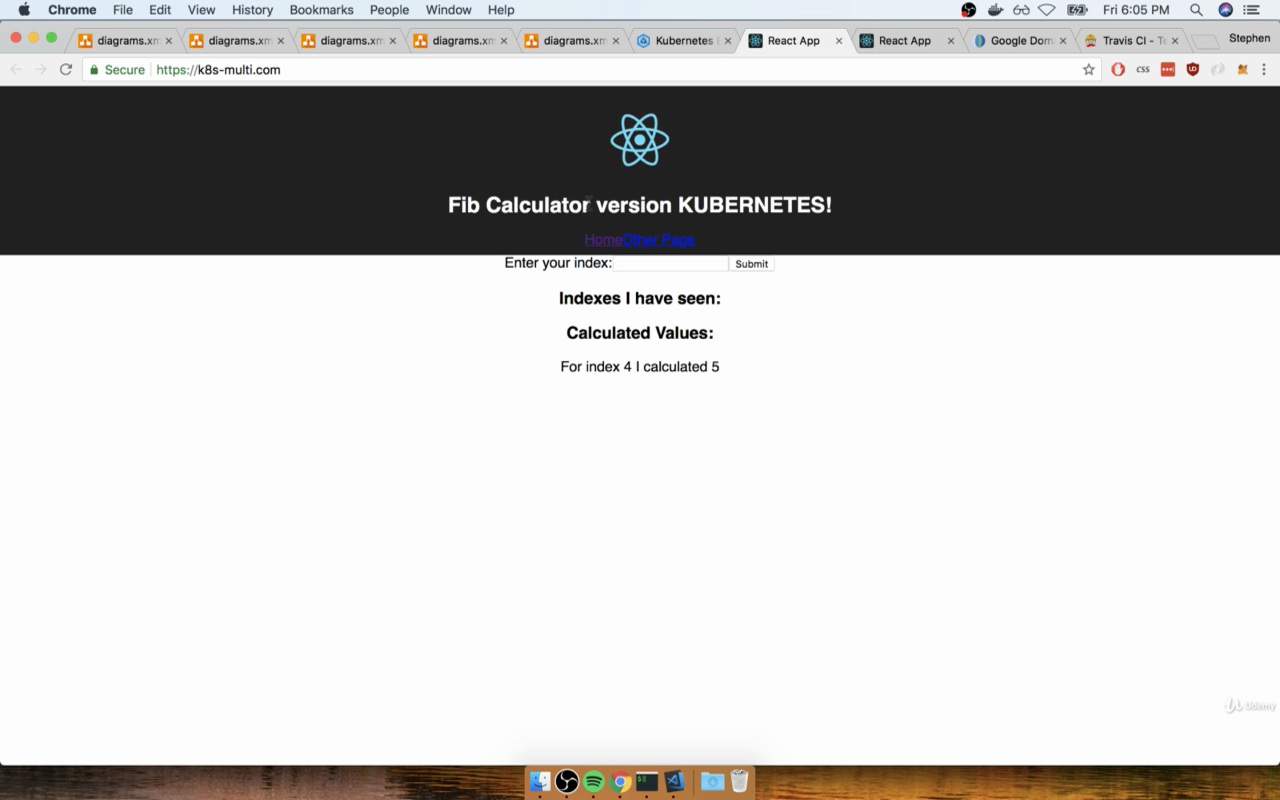 Chrome File Edit View History Bookmarks People Window Help Fri 6:05 PM
diagrams.xm diagrams.xm diagrams.xm diagrams.xm diagrams.xm Kubernetes React App React App Google Dom Travis CI - Te Stephen
Secure https://k8s-multi.com CSS
Fib Calculator version KUBERNETES!
HomeOther Page
Enter your index: Submit
Indexes I have seen:
Calculated Values:
For index 4 I calculated 5
Udemy